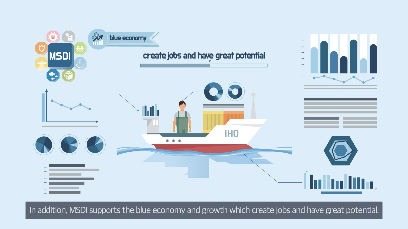 blue economy
MSDI
create jobs and have great potential
IHO
In addition, MSDI supports the blue economy and growth which create jobs and have great potential.